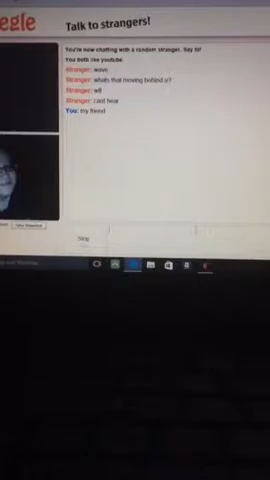 egle Talk to strangers!
You're now chatting with a random stranger. Say hi!
You both like youtube.
Stranger: wave
Stranger: whats that moving behind u?
Stranger: wtf
Stranger: cant hear
You: my friend
Stop